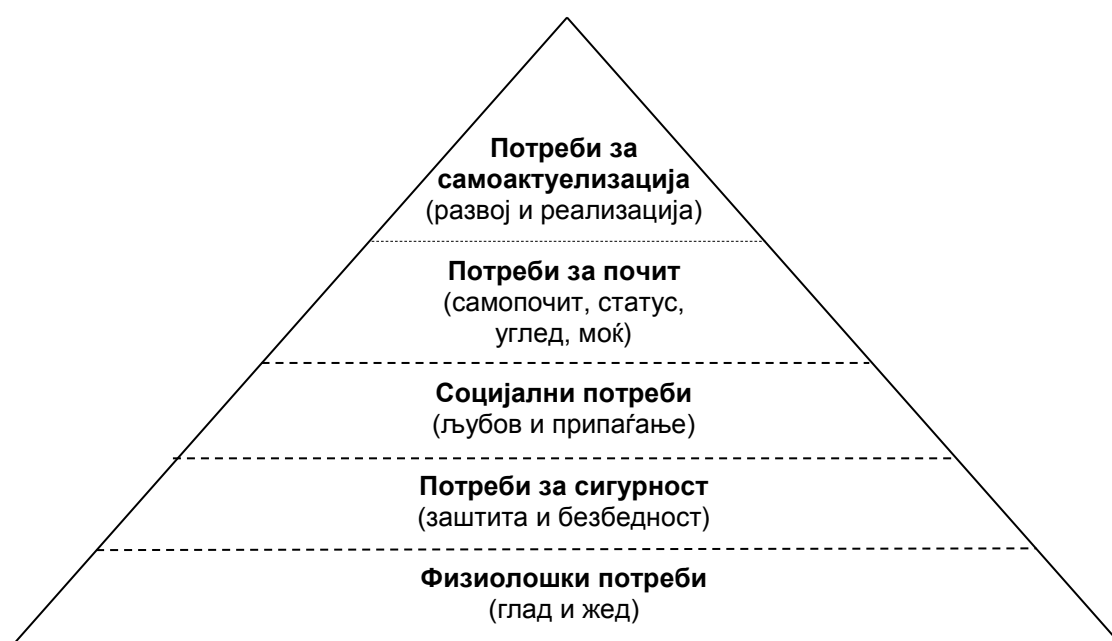 Потреби за
самоактуелизација
(развој и реализација)
Потреби за почит
(самопочит, статус,
углед, моќ)
Социјални потреби
(љубов и припаѓање)
Потреби за сигурност
(заштита и безбедност)
Физиолошки потреби
(глад и жед)